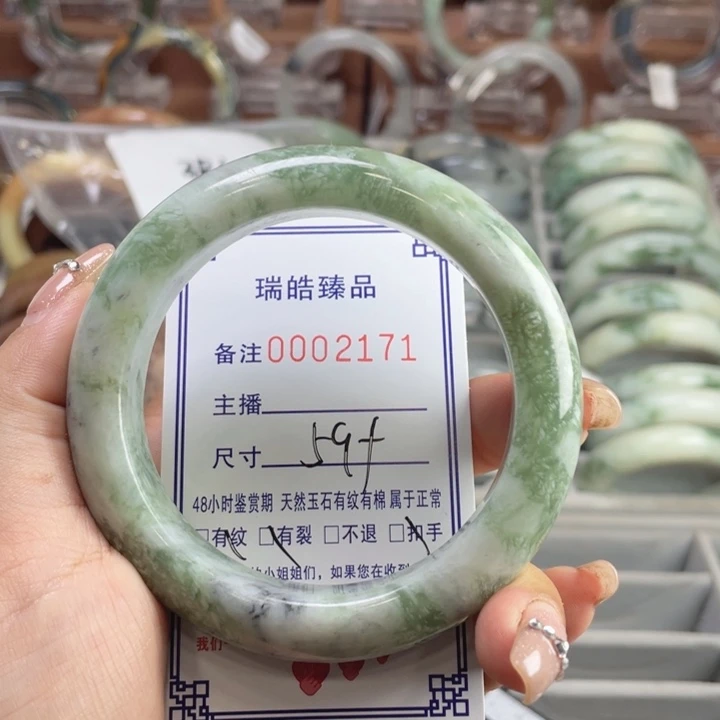 瑞皓臻品
备注0002171
主播
尺寸 59+
48小时鉴赏期 天然玉石有纹有棉 属于正常
□有纹 □有裂 □不退 □扣手
小姐姐们，如果您在收到
我们